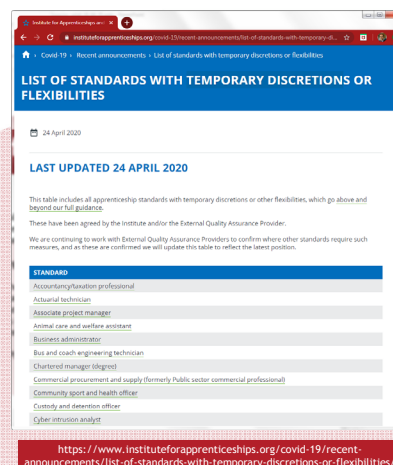 Institute for Apprenticeships and
instituteforapprenticeships.org/covid-19/recent-announcements/list-of-standards-with-temporary-di...
Covid-19 › Recent announcements › List of standards with temporary discretions or flexibilities
LIST OF STANDARDS WITH TEMPORARY DISCRETIONS OR
FLEXIBILITIES
24 April 2020
LAST UPDATED 24 APRIL 2020
This table includes all apprenticeship standards with temporary discretions or other flexibilities, which go above and
beyond our full guidance.
These have been agreed by the Institute and/or the External Quality Assurance Provider.
We are continuing to work with External Quality Assurance Providers to confirm where other standards require such
measures, and as these are confirmed we will update this table to reflect the latest position.
STANDARD
Accountancy/taxation professional
Actuarial technician
Associate project manager
Animal care and welfare assistant
Business administrator
Bus and coach engineering technician
Chartered manager (degree)
Commercial procurement and supply (formerly Public sector commercial professional)
Community sport and health officer
Custody and detention officer
Cyber intrusion analyst
https://www.instituteforapprenticeships.org/covid-19/recent-
announcements/list-of-standards-with-temporary-discretions-or-flexibilities/